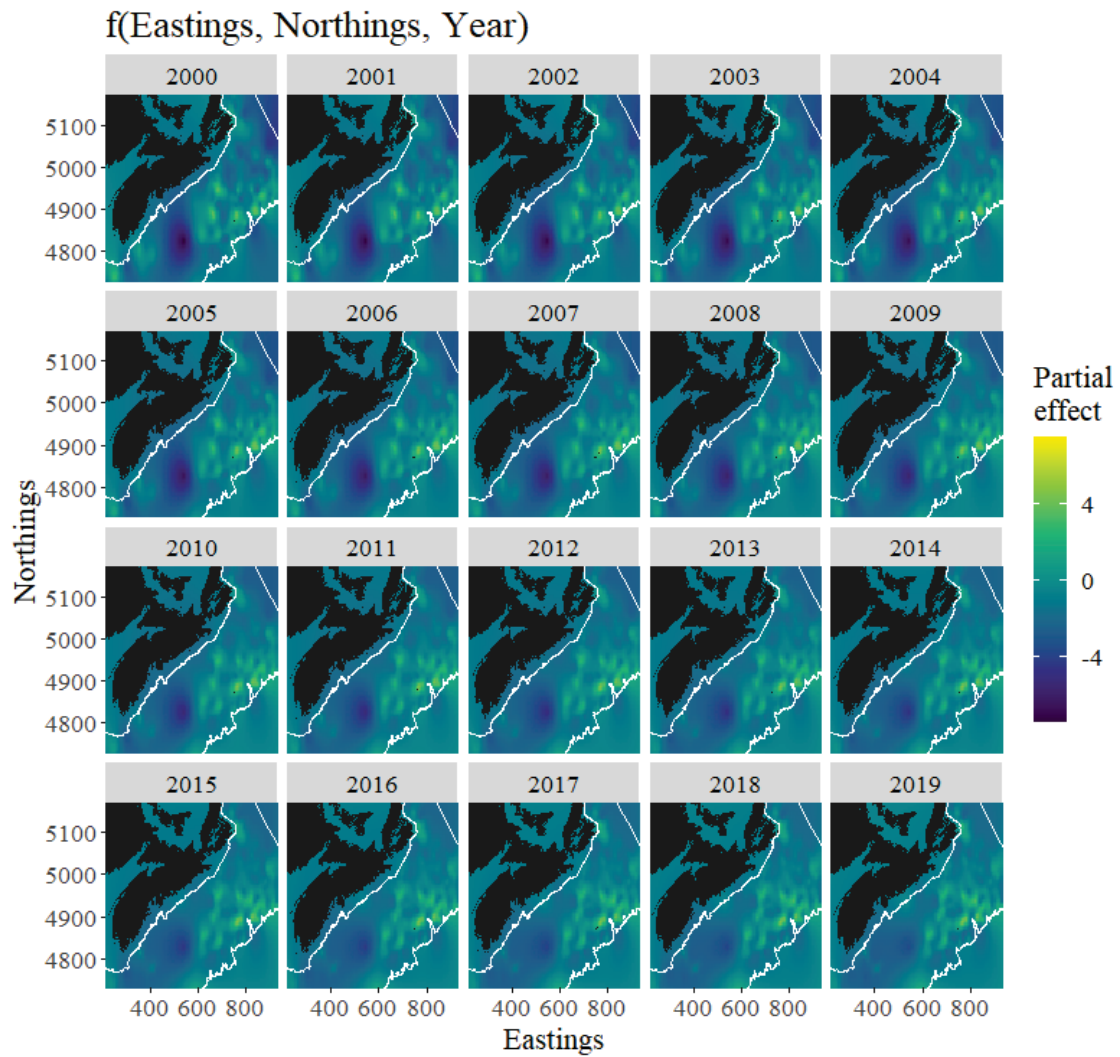 f(Eastings, Northings, Year)
2000 2001 2002 2003 2004
5100
5000
4900
4800
2005 2006 2007 2008 2009
5100
5000
4900
4800
2010 2011 2012 2013 2014
5100
5000
4900
4800
2015 2016 2017 2018 2019
5100
5000
4900
4800
400 600 800 400 600 800 400 600 800 400 600 800 400 600 800
Eastings
Northings
Partial
effect
4
0
-4